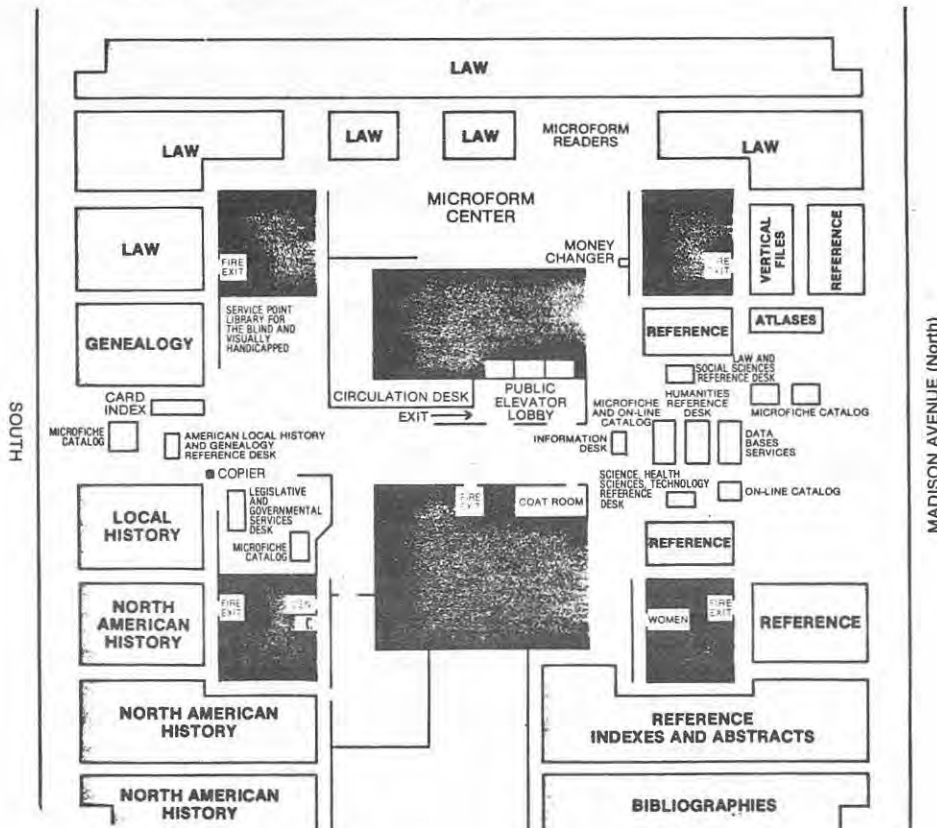 LAW
LAW
LAW
LAW
MICROFORM
READERS
LAW
MICROFORM
CENTER
LAW
FIRE
EXIT
MONEY
CHANGER
FIRE
EXIT
VERTICAL
FILES
REFERENCE
SERVICE POINT
LIBRARY FOR
THE BLIND AND
VISUALLY
HANDICAPPED
GENEALOGY
REFERENCE
ATLASES
LAW AND
SOCIAL SCIENCES
REFERENCE DESK
CARD
INDEX
CIRCULATION DESK
EXIT
PUBLIC
ELEVATOR
LOBBY
MICROFICHE
AND ON-LINE
CATALOG
HUMANITIES
REFERENCE
DESK
MICROFICHE CATALOG
MICROFICHE
CATALOG
AMERICAN LOCAL HISTORY
AND GENEALOGY
REFERENCE DESK
INFORMATION
DESK
DATA
BASES
SERVICES
SOUTH
MADISON AVENUE (North)
COPIER
SCIENCE, HEALTH
SCIENCES, TECHNOLOGY
REFERENCE
DESK
ON-LINE CATALOG
LOCAL
HISTORY
LEGISLATIVE
AND
GOVERNMENTAL
SERVICES
DESK
MICROFICHE
CATALOG
FIRE
EXIT
COAT ROOM
REFERENCE
NORTH
AMERICAN
HISTORY
FIRE
EXIT
WOMEN
FIRE
EXIT
REFERENCE
NORTH AMERICAN
HISTORY
REFERENCE
INDEXES AND ABSTRACTS
NORTH AMERICAN
HISTORY
BIBLIOGRAPHIES